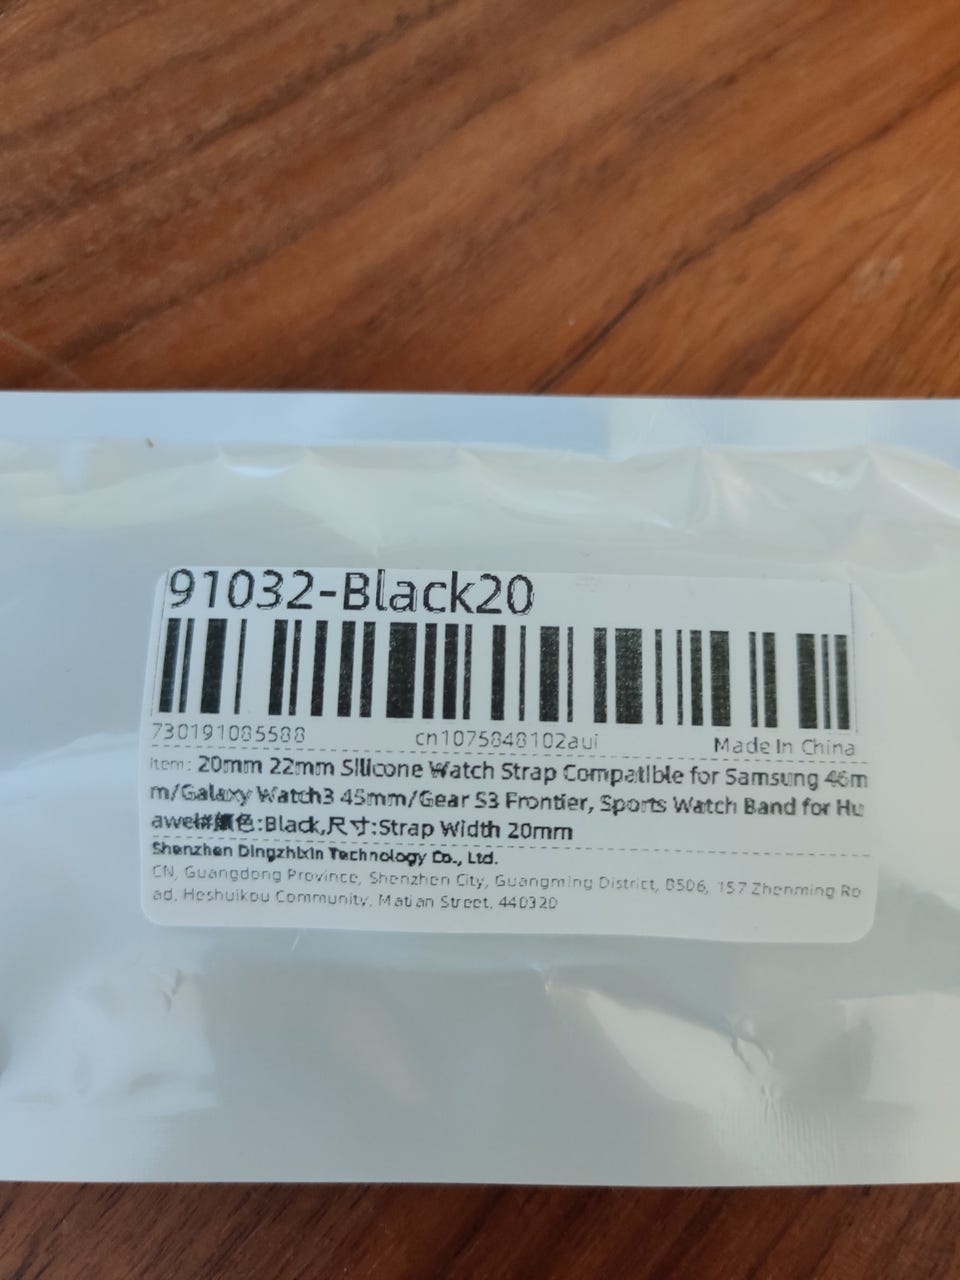 91032-Black20
730191085588 cn1075848102aui Made In China
Item: 20mm 22mm Silicone Watch Strap Compatible for Samsung 46m
m/Galaxy Watch3 45mm/Gear S3 Frontier, Sports Watch Band for Hu
awei#颜色:Black,尺寸:Strap Width 20mm
Shenzhen Dingzhixin Technology Co., Ltd.
CN, Guangdong Province, Shenzhen City, Guangming District, B506, 157 Zhenming Ro
ad, Heshuikou Community, Matian Street, 440320